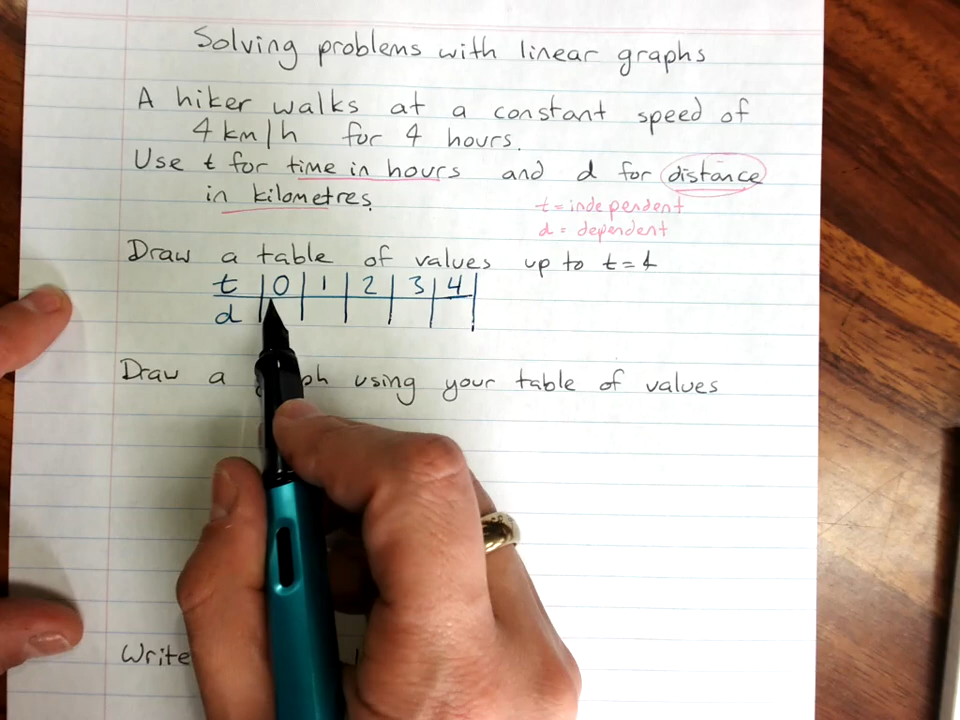 Solving problems with linear graphs
A hiker walks at a constant speed of
4 km/h for 4 hours.
Use t for time in hours and d for distance
in kilometres.
t = independent
d = dependent
Draw a table of values up to t=4
t | 0 | 1 | 2 | 3 | 4 |
d | | | | | |
Draw a using your table of values
Write